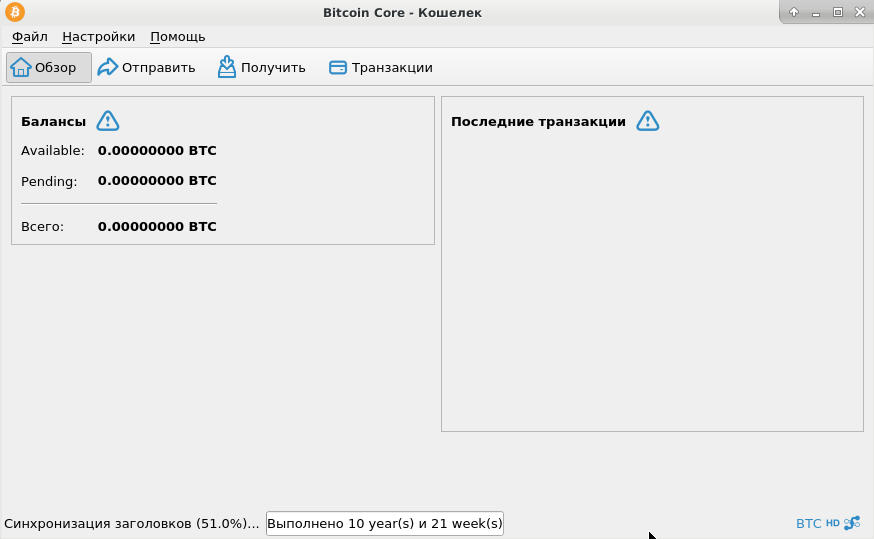 Bitcoin Core - Кошелек
Файл Настройки Помощь
Обзор Отправить Получить Транзакции
Балансы
Available: 0.00000000 BTC
Pending: 0.00000000 BTC
Всего: 0.00000000 BTC
Последние транзакции
Синхронизация заголовков (51.0%)... Выполнено 10 year(s) и 21 week(s) BTC HD